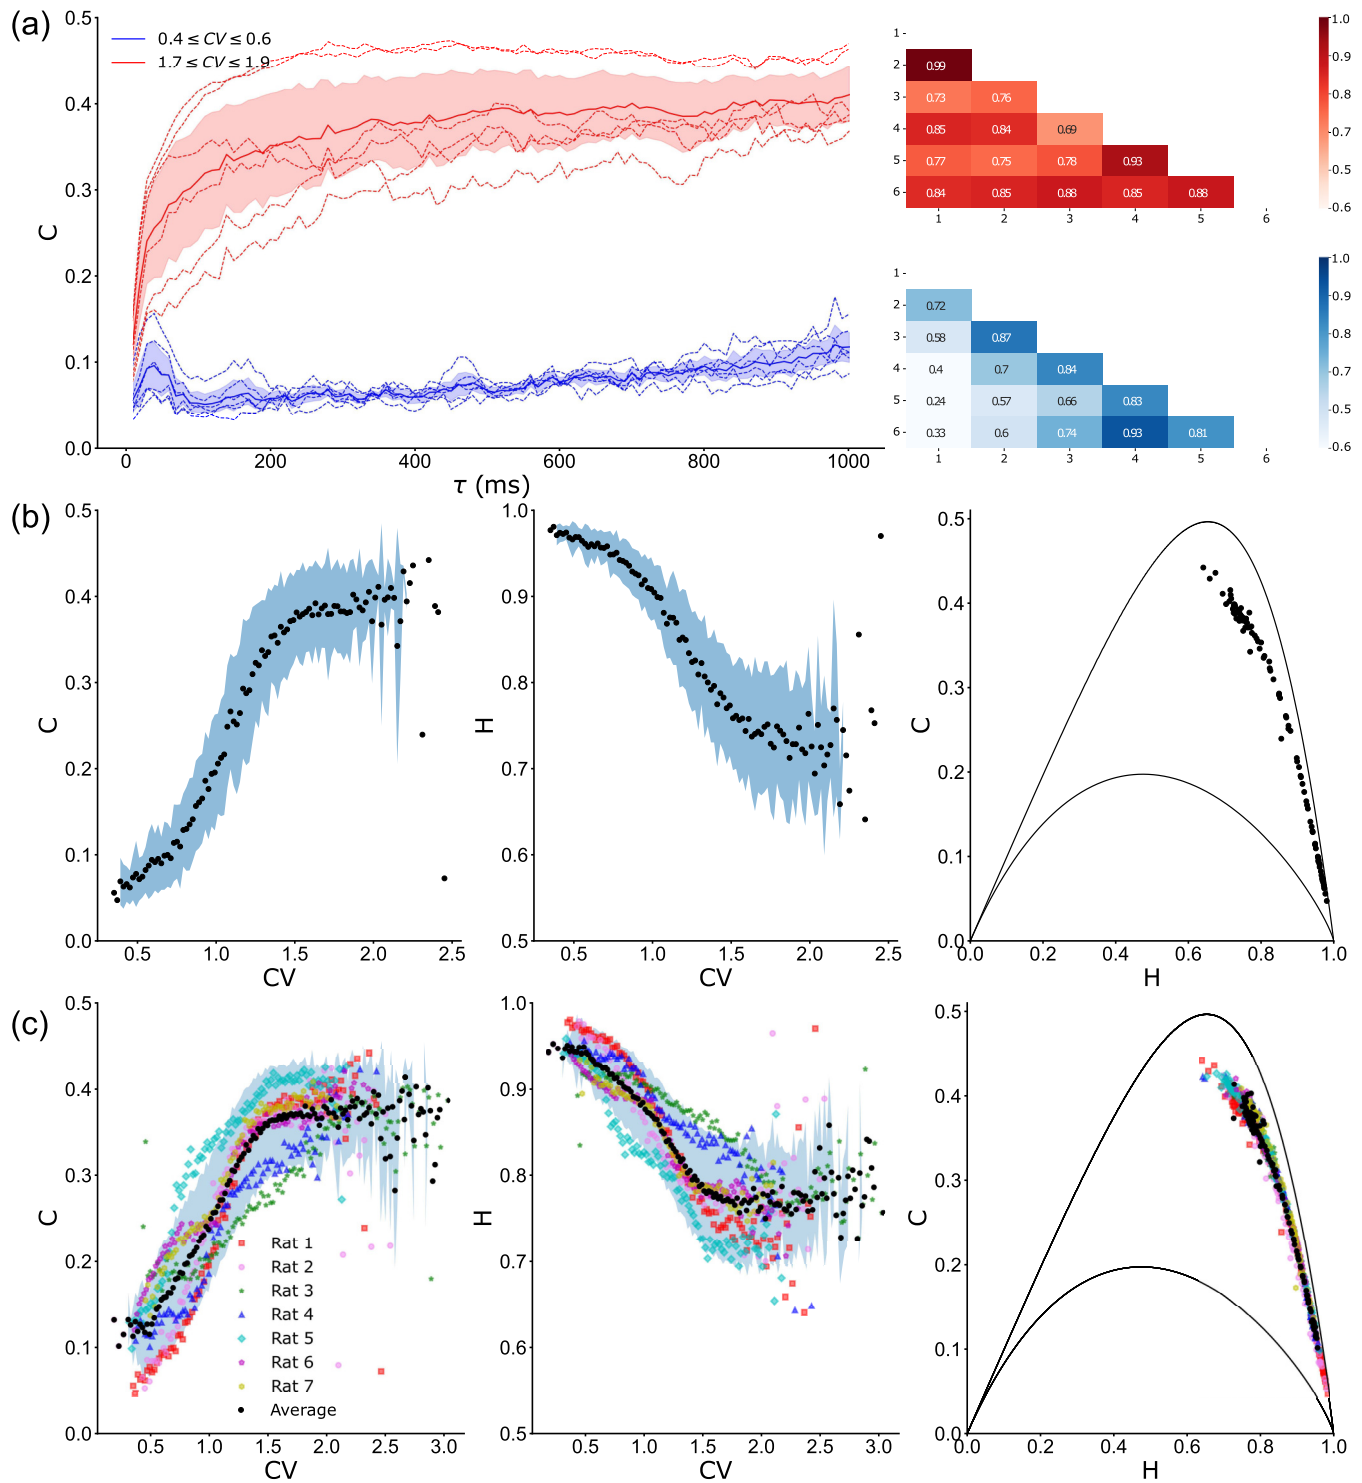 (a)
0.5
0.4
0.3
0.2
0.1
0.0
C
0.4 ≤ CV ≤ 0.6
1.7 ≤ CV ≤ 1.9
0 200 400 600 800 1000
τ (ms)
1
2 0.99
3 0.73 0.76
4 0.85 0.84 0.69
5 0.77 0.75 0.78 0.93
6 0.84 0.85 0.88 0.85 0.88
1 2 3 4 5 6
1.0
0.9
0.8
0.7
0.5
-0.6
1
2 0.72
3 0.58 0.87
4 0.4 0.7 0.84
5 0.24 0.57 0.66 0.83
6 0.33 0.6 0.74 0.93 0.81
1 2 3 4 5 6
1.0
0.9
0.8
0.7
0.5
-0.6
(b)
0.5
0.4
0.3
0.2
0.1
0.0
C
0.5 1.0 1.5 2.0 2.5
CV
1.0
0.9
0.8
0.7
0.6
0.5
H
0.5 1.0 1.5 2.0 2.5
CV
0.5
0.4
0.3
0.2
0.1
0.0
C
0.0 0.2 0.4 0.6 0.8 1.0
H
(c)
0.5
0.4
0.3
0.2
0.1
0.0
C
Rat 1
Rat 2
Rat 3
Rat 4
Rat 5
Rat 6
Rat 7
Average
0.5 1.0 1.5 2.0 2.5 3.0
CV
1.0
0.9
0.8
0.7
0.6
0.5
H
0.5 1.0 1.5 2.0 2.5 3.0
CV
0.5
0.4
0.3
0.2
0.1
0.0
C
0.0 0.2 0.4 0.6 0.8 1.0
H